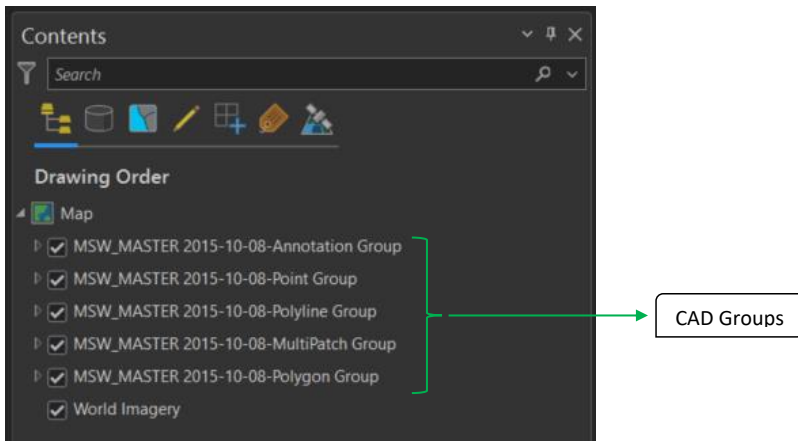 Contents
Search
Drawing Order
Map
MSW_MASTER 2015-10-08-Annotation Group
MSW_MASTER 2015-10-08-Point Group
MSW_MASTER 2015-10-08-Polyline Group
MSW_MASTER 2015-10-08-MultiPatch Group
MSW_MASTER 2015-10-08-Polygon Group
World Imagery
CAD Groups